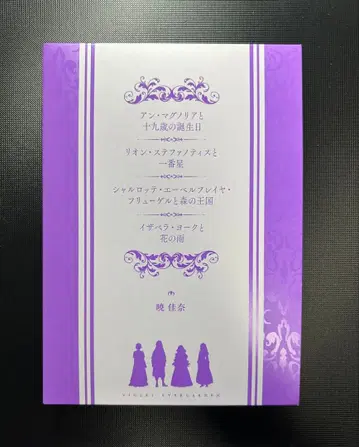 アン・マグノリアと
十九歳の誕生日
リオン・ステファノティスと
一番星
シャルロッテ・エーベルフレイヤ・
フリューゲルと森の王国
イザベラ・ヨークと
花の雨
暁 佳奈
VIOLET EVERGARDEN